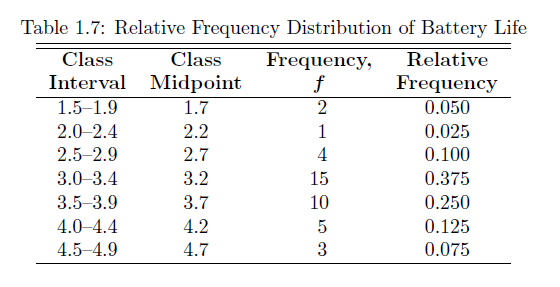 Table 1.7: Relative Frequency Distribution of Battery Life
Class Class Frequency, Relative
Interval Midpoint f Frequency
1.5–1.9 1.7 2 0.050
2.0–2.4 2.2 1 0.025
2.5–2.9 2.7 4 0.100
3.0–3.4 3.2 15 0.375
3.5–3.9 3.7 10 0.250
4.0–4.4 4.2 5 0.125
4.5–4.9 4.7 3 0.075